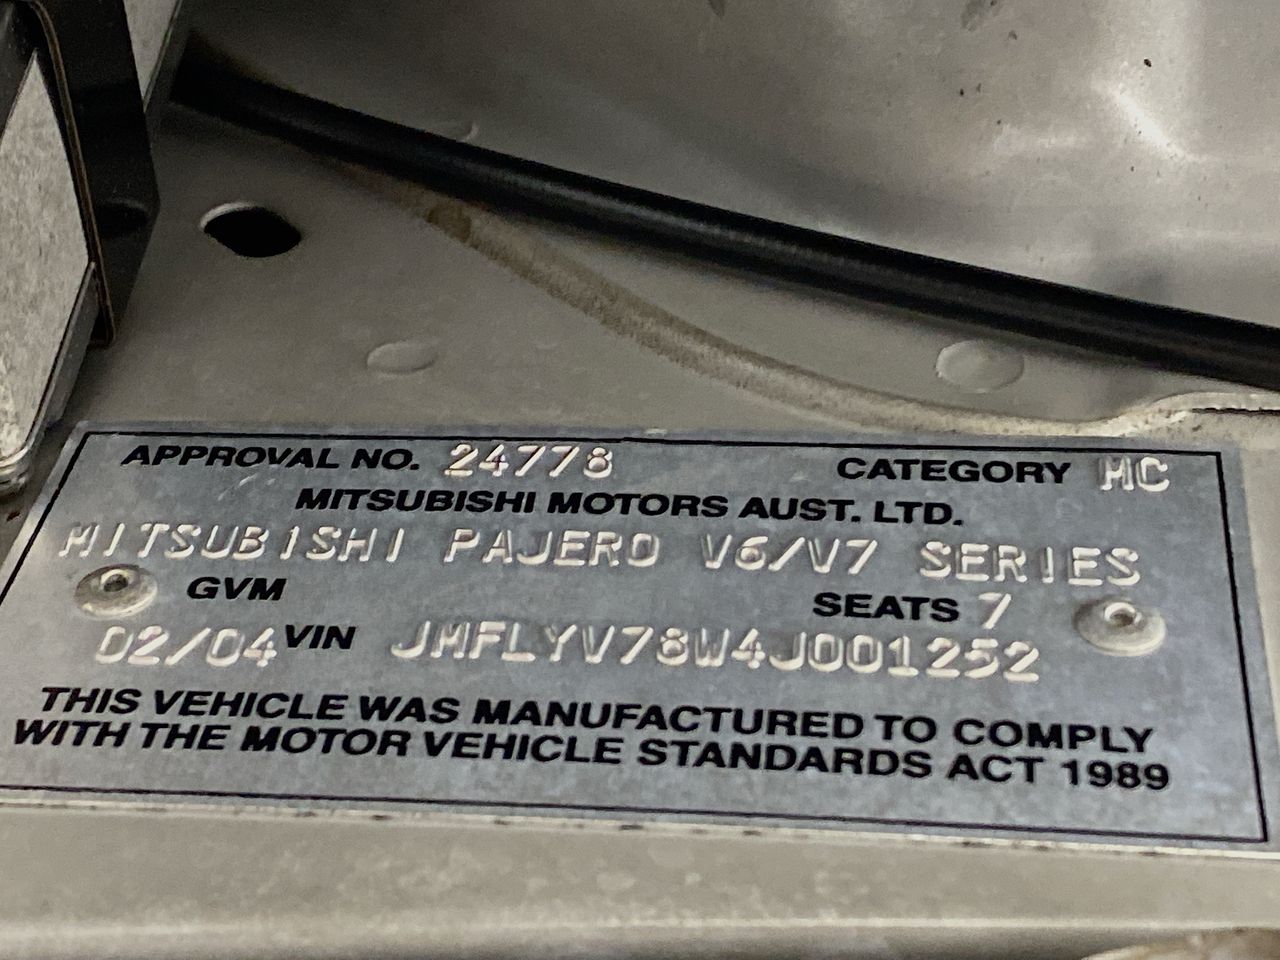 APPROVAL NO. 24778 CATEGORY MC
MITSUBISHI MOTORS AUST. LTD.
MITSUBISHI PAJERO V6/V7 SERIES
GVM SEATS 7
02/04 VIN JMFLYV78W4J001252
THIS VEHICLE WAS MANUFACTURED TO COMPLY
WITH THE MOTOR VEHICLE STANDARDS ACT 1989